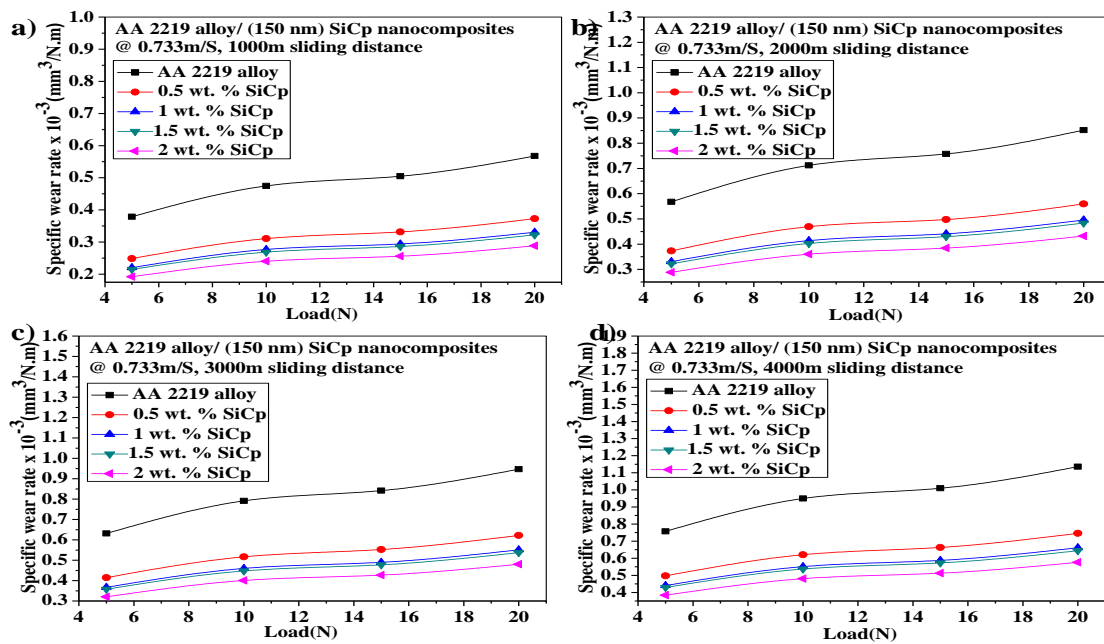 a)
AA 2219 alloy/ (150 nm) SiCp nanocomposites
@ 0.733m/S, 1000m sliding distance
AA 2219 alloy
0.5 wt. % SiCp
1 wt. % SiCp
1.5 wt. % SiCp
2 wt. % SiCp
Specific wear rate x 10⁻³(mm³/N.m)
1.0
0.9
0.8
0.7
0.6
0.5
0.4
0.3
0.2
4 6 8 10 12 14 16 18 20
Load(N)
b)
AA 2219 alloy/ (150 nm) SiCp nanocomposites
@ 0.733m/S, 2000m sliding distance
AA 2219 alloy
0.5 wt. % SiCp
1 wt. % SiCp
1.5 wt. % SiCp
2 wt. % SiCp
Specific wear rate x 10⁻³(mm³/N.m)
1.3
1.2
1.1
1.0
0.9
0.8
0.7
0.6
0.5
0.4
0.3
4 6 8 10 12 14 16 18 20
Load(N)
c)
AA 2219 alloy/ (150 nm) SiCp nanocomposites
@ 0.733m/S, 3000m sliding distance
AA 2219 alloy
0.5 wt. % SiCp
1 wt. % SiCp
1.5 wt. % SiCp
2 wt. % SiCp
Specific wear rate x 10⁻³(mm³/N.m)
1.6
1.5
1.4
1.3
1.2
1.1
1.0
0.9
0.8
0.7
0.6
0.5
0.4
0.3
4 6 8 10 12 14 16 18 20
Load(N)
d)
AA 2219 alloy/ (150 nm) SiCp nanocomposites
@ 0.733m/S, 4000m sliding distance
AA 2219 alloy
0.5 wt. % SiCp
1 wt. % SiCp
1.5 wt. % SiCp
2 wt. % SiCp
Specific wear rate x 10⁻³(mm³/N.m)
1.9
1.8
1.7
1.6
1.5
1.4
1.3
1.2
1.1
1.0
0.9
0.8
0.7
0.6
0.5
0.4
4 6 8 10 12 14 16 18 20
Load(N)